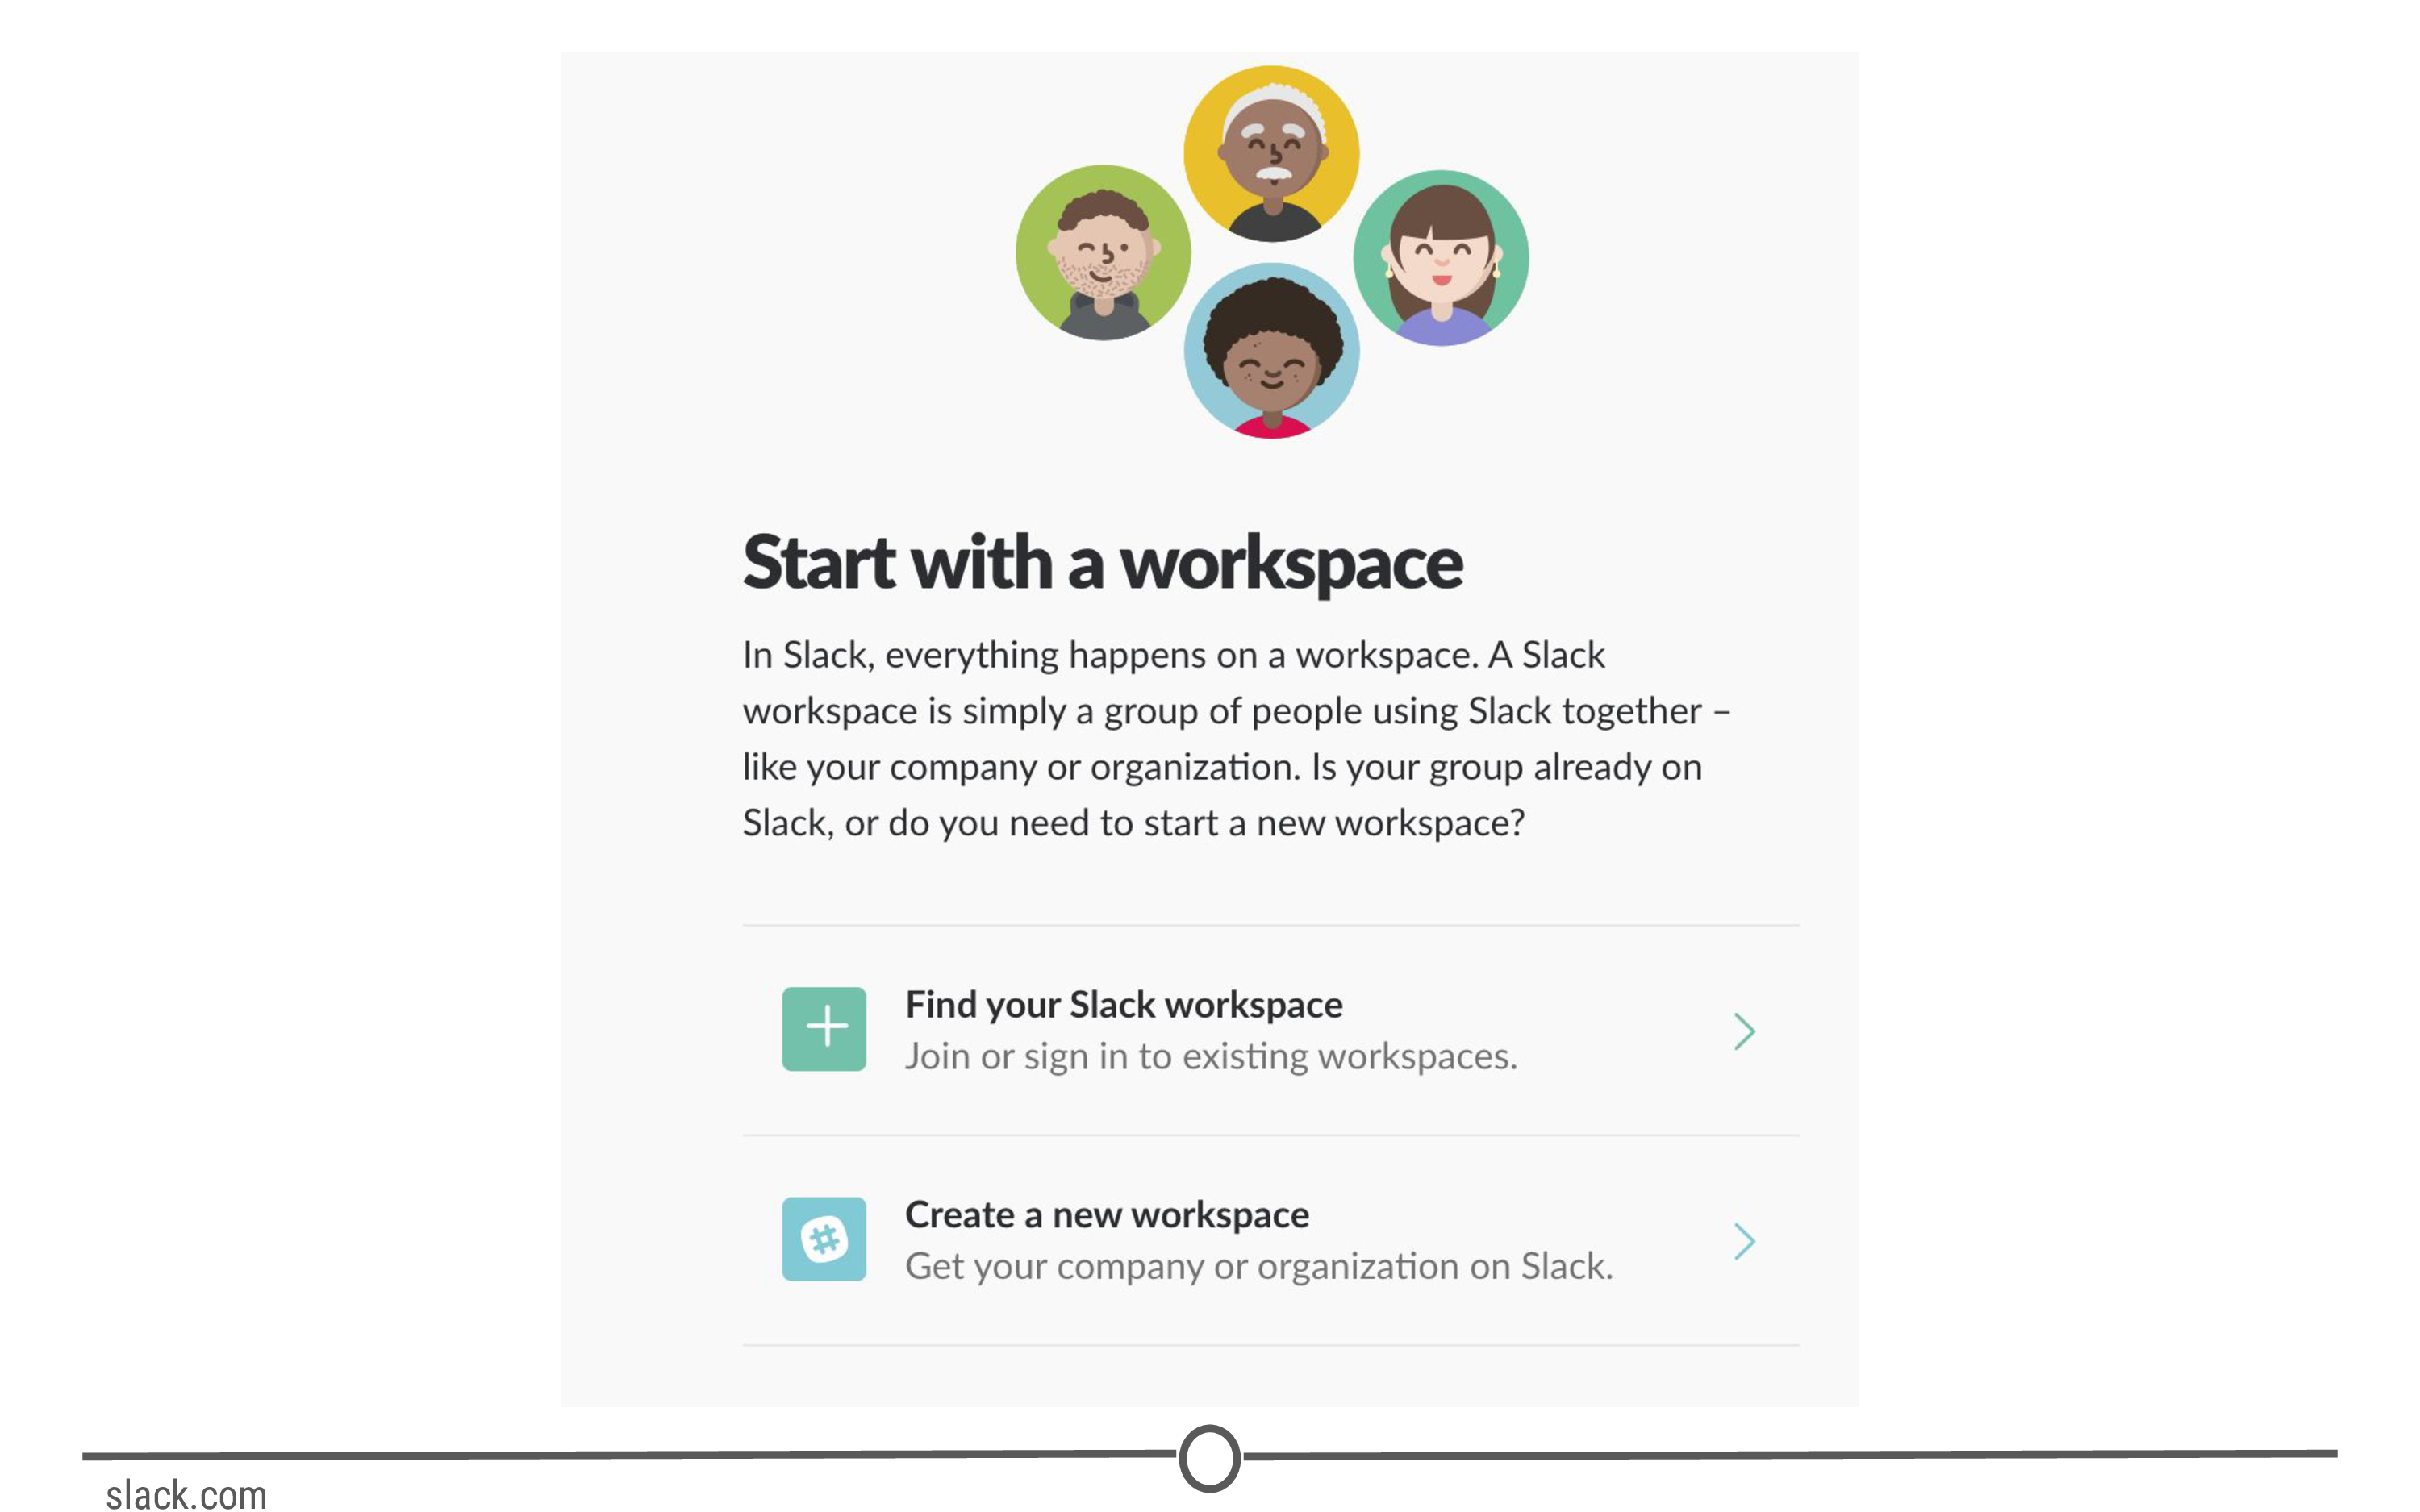 Start with a workspace
In Slack, everything happens on a workspace. A Slack
workspace is simply a group of people using Slack together –
like your company or organization. Is your group already on
Slack, or do you need to start a new workspace?
Find your Slack workspace
Join or sign in to existing workspaces.
Create a new workspace
Get your company or organization on Slack.
slack.com